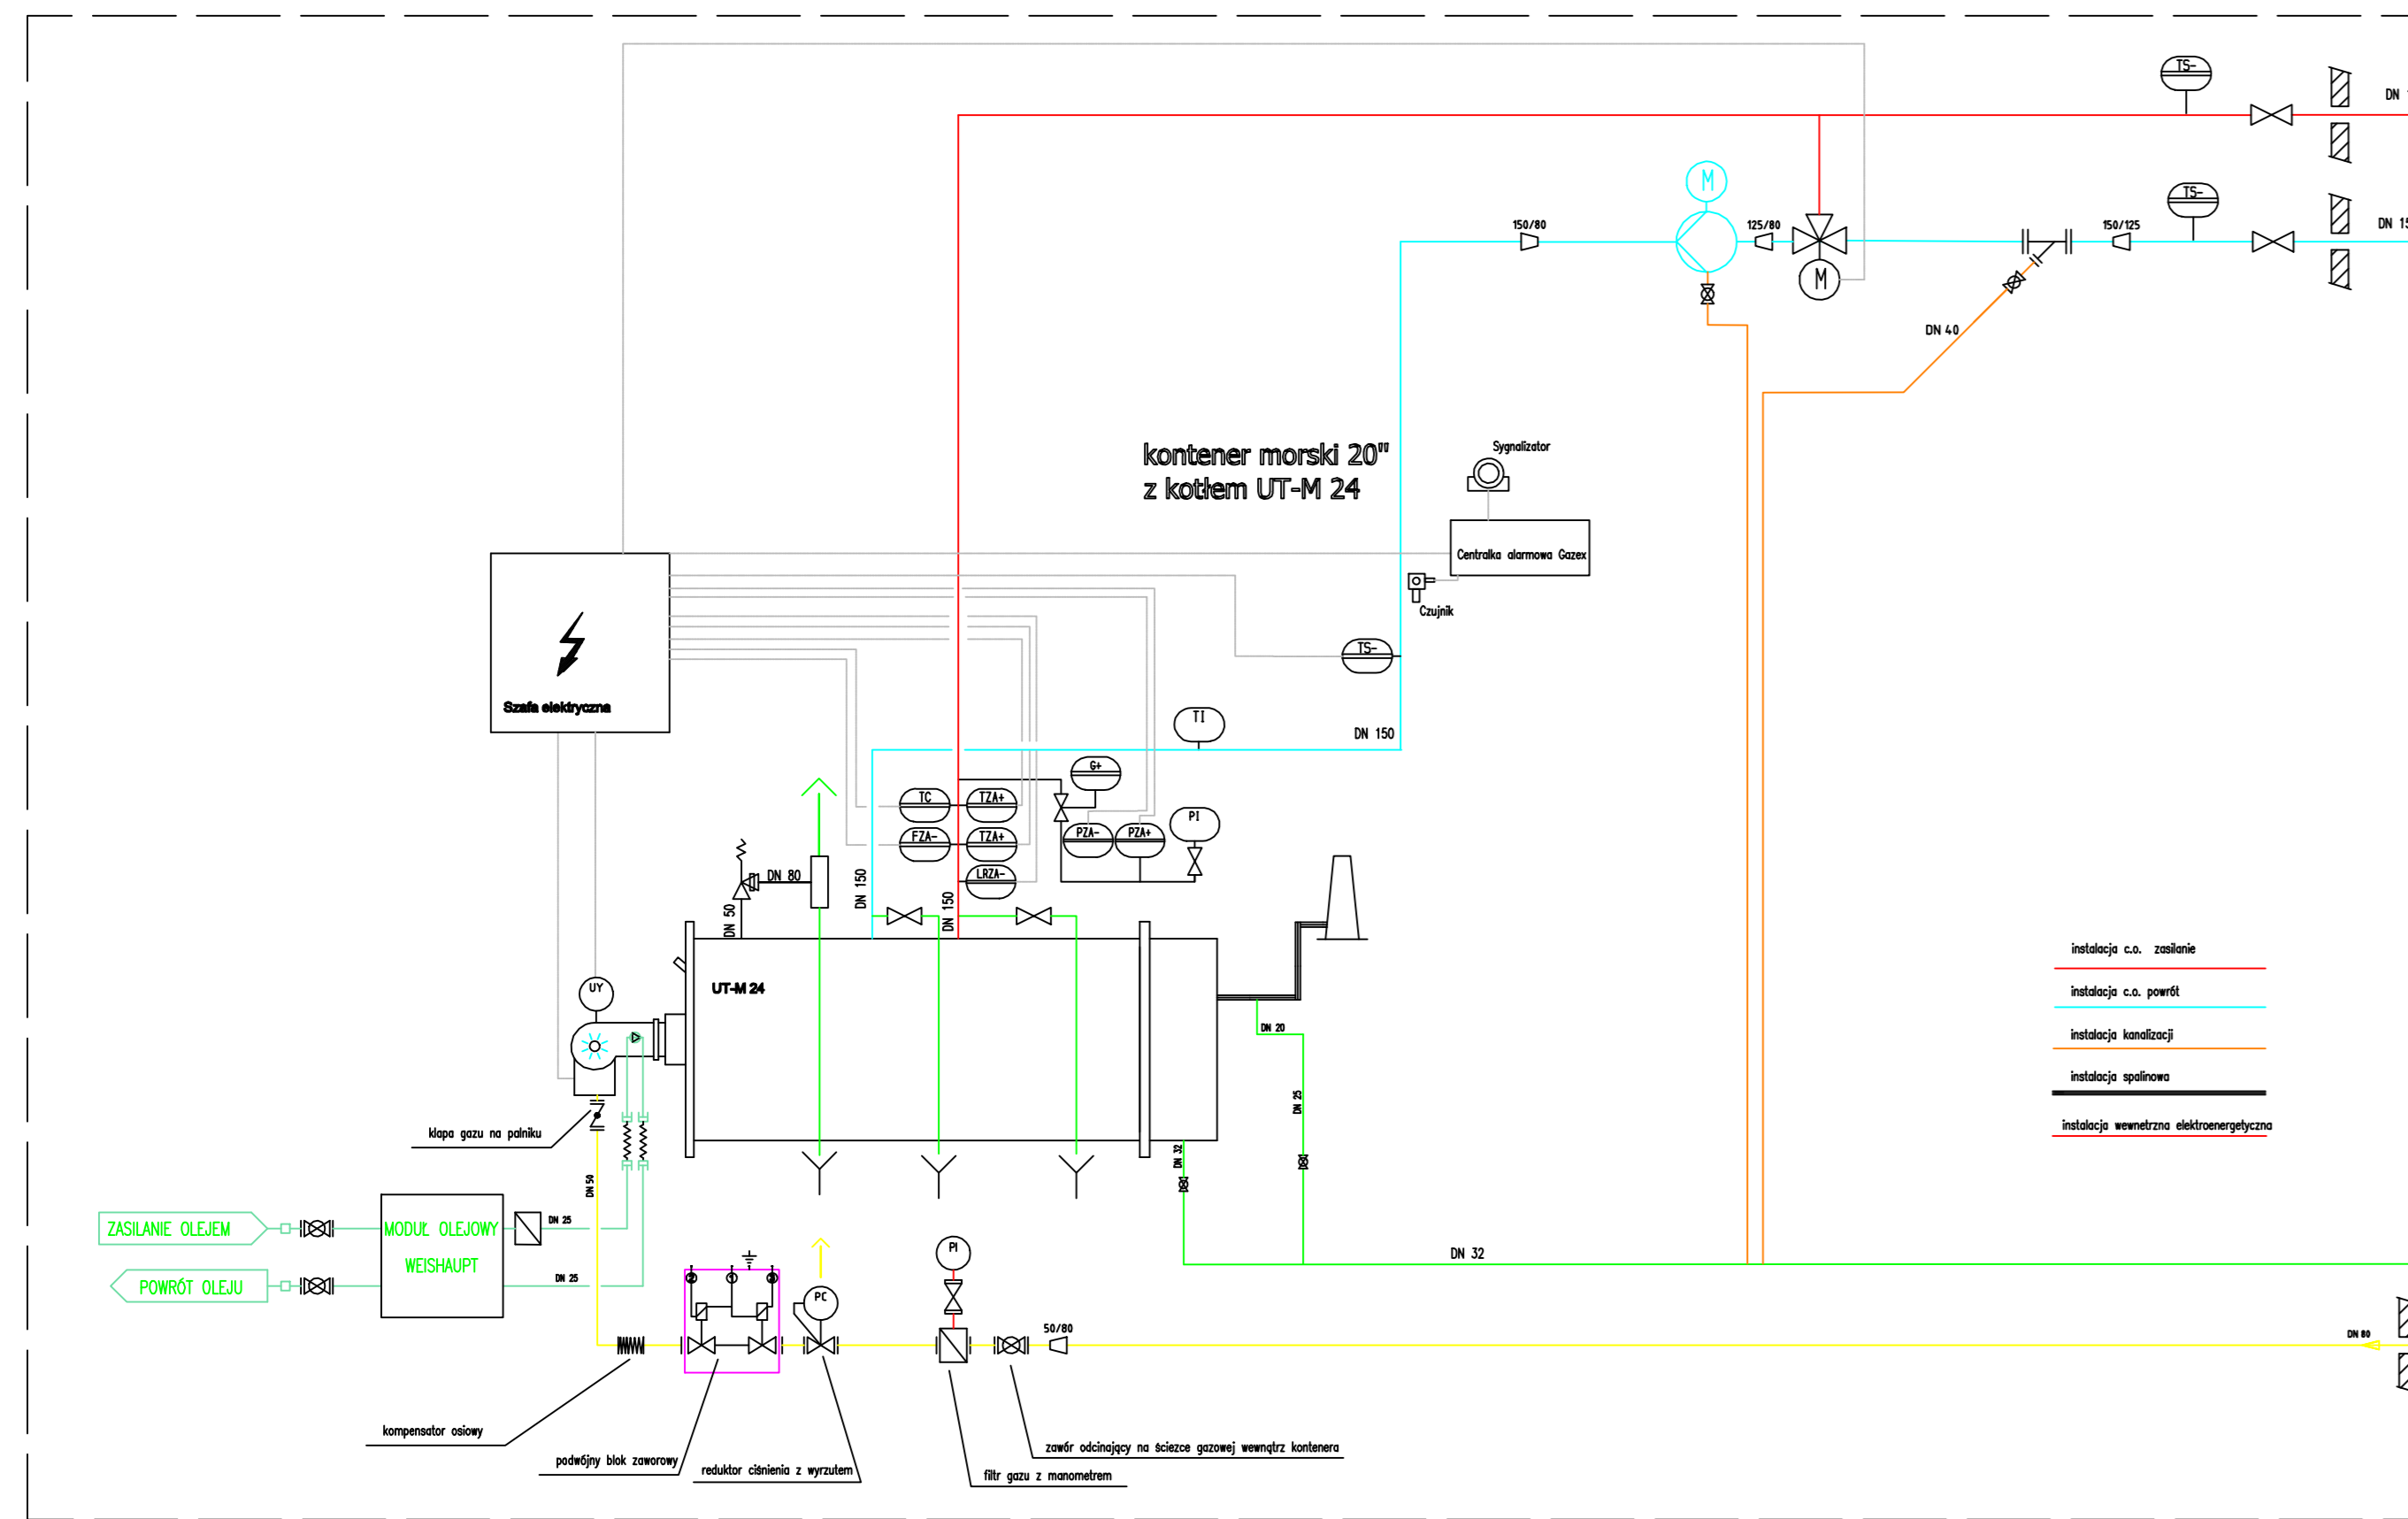 TS-
DN
TS-
M
150/80
125/80
150/125
DN 15
M
DN 40
kontener morski 20"
z kotłem UT-M 24
Sygnalizator
Centralka alarmowa Gazex
Czujnik
TS-
Szafa elektryczna
TI
DN 150
G+
TC
TZA+
PI
FZA-
TZA+
PZA-
PZA+
DN 80
LRZA-
DN 150
DN 150
DN 50
UT-M 24
UY
DN 20
DN 25
DN 32
instalacja c.o. zasilanie
instalacja c.o. powrót
instalacja kanalizacji
instalacja spalinowa
instalacja wewnetrzna elektroenergetyczna
klapa gazu na palniku
DN 50
ZASILANIE OLEJEM
MODUŁ OLEJOWY
WEISHAUPT
DN 25
POWRÓT OLEJU
DN 25
2
1
3
PC
PI
DN 32
50/80
DN 80
kompensator osiowy
podwójny blok zaworowy
reduktor ciśnienia z wyrzutem
zawór odcinający na ściezce gazowej wewnątrz kontenera
filtr gazu z manometrem